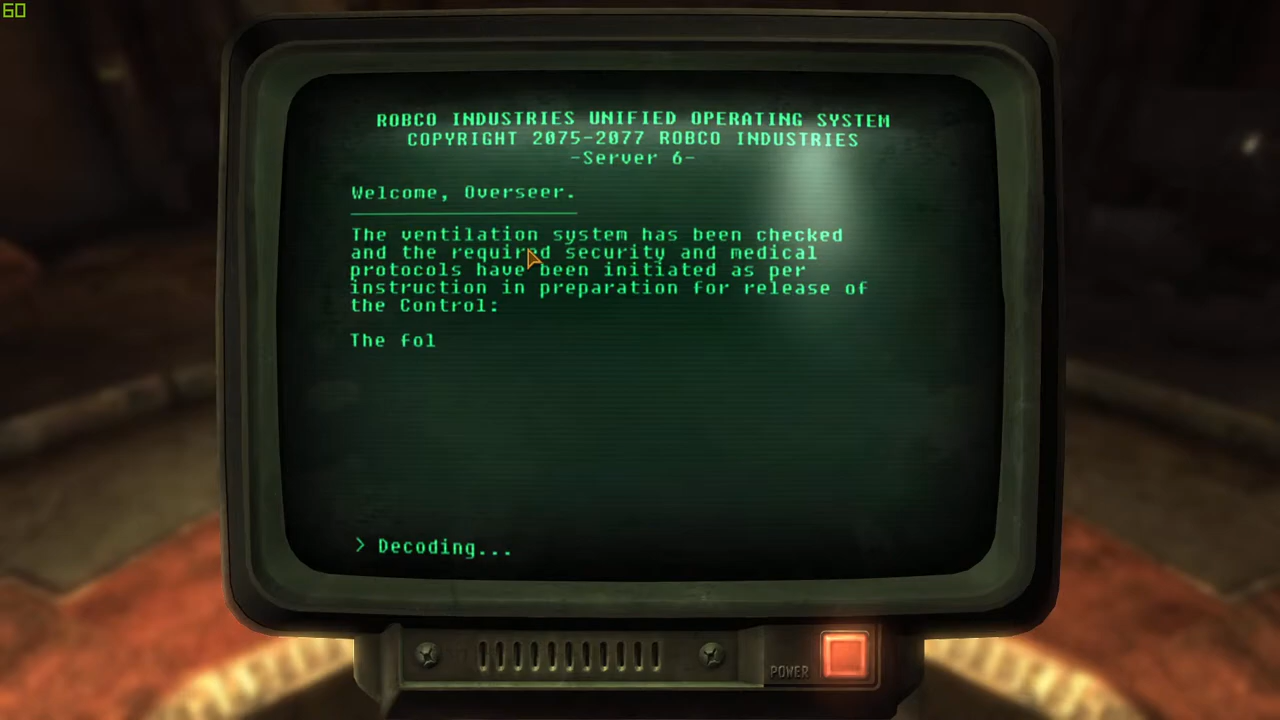 60
ROBCO INDUSTRIES UNIFIED OPERATING SYSTEM
COPYRIGHT 2075-2077 ROBCO INDUSTRIES
-Server 6-
Welcome, Overseer.
The ventilation system has been checked
and the required security and medical
protocols have been initiated as per
instruction in preparation for release of
the Control:
The fol
> Decoding...
POWER